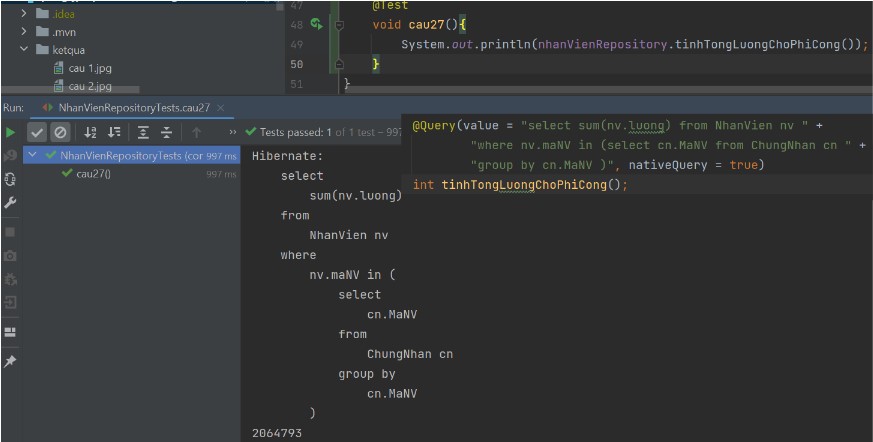 .idea
.mvn
ketqua
cau 1.jpg
cau 2.jpg
47 @Test
48 void cau27(){
49 System.out.println(nhanVienRepository.tinhTongLuongChoPhiCong());
50 }
51 }
Run: NhanVienRepositoryTests.cau27 ×
» Tests passed: 1 of 1 test – 997
NhanVienRepositoryTests (cor 997 ms
cau27() 997 ms
@Query(value = "select sum(nv.luong) from NhanVien nv " +
"where nv.maNV in (select cn.MaNV from ChungNhan cn " +
"group by cn.MaNV )", nativeQuery = true)
int tinhTongLuongChoPhiCong();
Hibernate:
select
sum(nv.luong)
from
NhanVien nv
where
nv.maNV in (
select
cn.MaNV
from
ChungNhan cn
group by
cn.MaNV
)
2064793